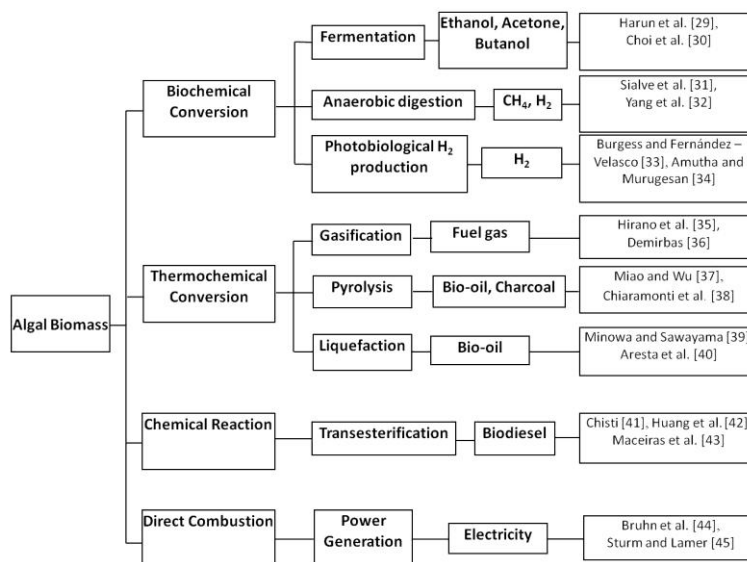 Algal Biomass
Biochemical
Conversion
Fermentation
Ethanol, Acetone,
Butanol
Harun et al. [29],
Choi et al. [30]
Anaerobic digestion
CH₄, H₂
Sialve et al. [31],
Yang et al. [32]
Photobiological H₂
production
H₂
Burgess and Fernández –
Velasco [33], Amutha and
Murugesan [34]
Thermochemical
Conversion
Gasification
Fuel gas
Hirano et al. [35],
Demirbas [36]
Pyrolysis
Bio-oil, Charcoal
Miao and Wu [37],
Chiaramonti et al. [38]
Liquefaction
Bio-oil
Minowa and Sawayama [39]
Aresta et al. [40]
Chemical Reaction
Transesterification
Biodiesel
Chisti [41], Huang et al. [42]
Maceiras et al. [43]
Direct Combustion
Power
Generation
Electricity
Bruhn et al. [44],
Sturm and Lamer [45]